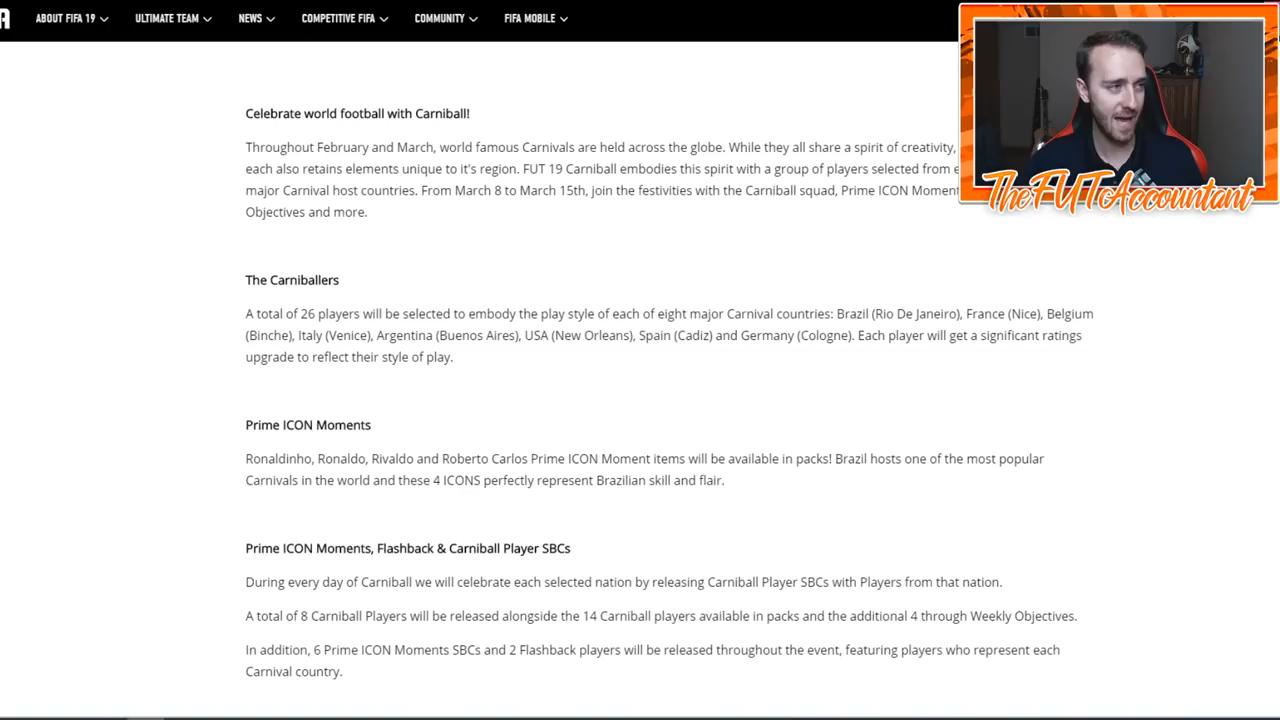 A
ABOUT FIFA 19
ULTIMATE TEAM
NEWS
COMPETITIVE FIFA
COMMUNITY
FIFA MOBILE
TheFUTAccountant
Celebrate world football with Carniball!
Throughout February and March, world famous Carnivals are held across the globe. While they all share a spirit of creativity,
each also retains elements unique to it's region. FUT 19 Carniball embodies this spirit with a group of players selected from
major Carnival host countries. From March 8 to March 15th, join the festivities with the Carniball squad, Prime ICON Moment
Objectives and more.
The Carniballers
A total of 26 players will be selected to embody the play style of each of eight major Carnival countries: Brazil (Rio De Janeiro), France (Nice), Belgium
(Binche), Italy (Venice), Argentina (Buenos Aires), USA (New Orleans), Spain (Cadiz) and Germany (Cologne). Each player will get a significant ratings
upgrade to reflect their style of play.
Prime ICON Moments
Ronaldinho, Ronaldo, Rivaldo and Roberto Carlos Prime ICON Moment items will be available in packs! Brazil hosts one of the most popular
Carnivals in the world and these 4 ICONS perfectly represent Brazilian skill and flair.
Prime ICON Moments, Flashback & Carniball Player SBCs
During every day of Carniball we will celebrate each selected nation by releasing Carniball Player SBCs with Players from that nation.
A total of 8 Carniball Players will be released alongside the 14 Carniball players available in packs and the additional 4 through Weekly Objectives.
In addition, 6 Prime ICON Moments SBCs and 2 Flashback players will be released throughout the event, featuring players who represent each
Carnival country.